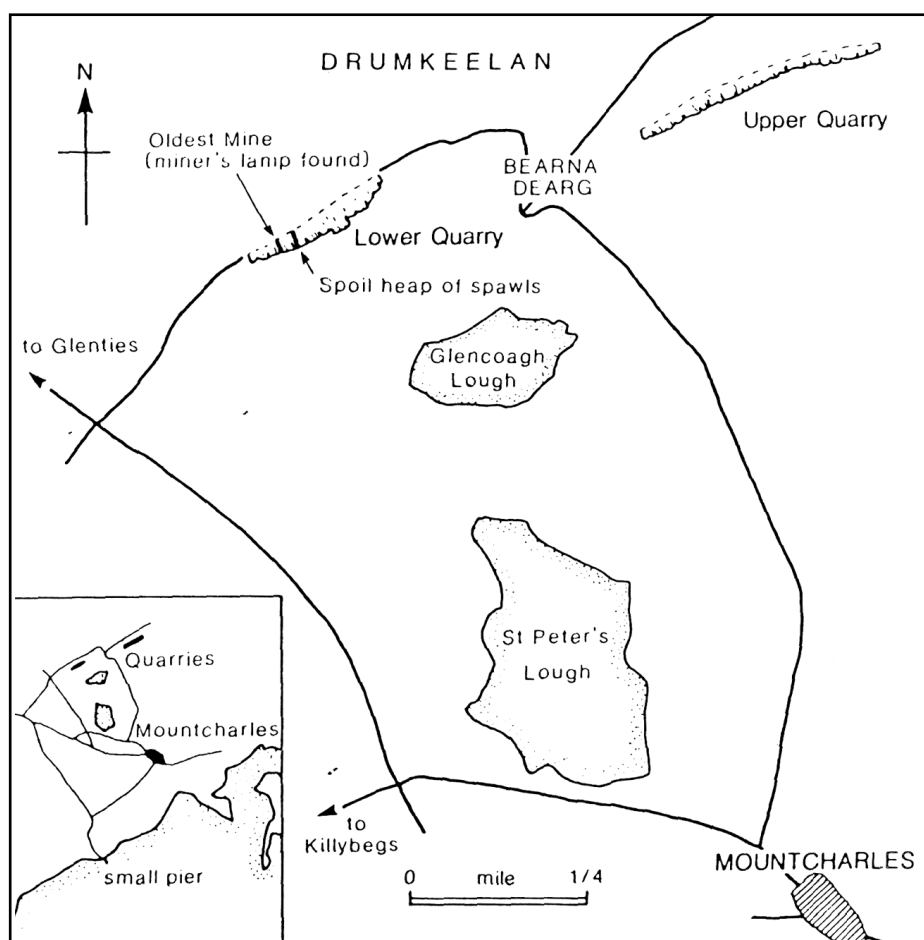 DRUMKEELAN
N
Oldest Mine
(miner's lamp found)
Upper Quarry
BEARNA
DEARG
Lower Quarry
Spoil heap of spawls
to Glenties
Glencoagh
Lough
St Peter's
Lough
Quarries
Mountcharles
small pier
to
Killybegs
0 mile 1/4
MOUNTCHARLES